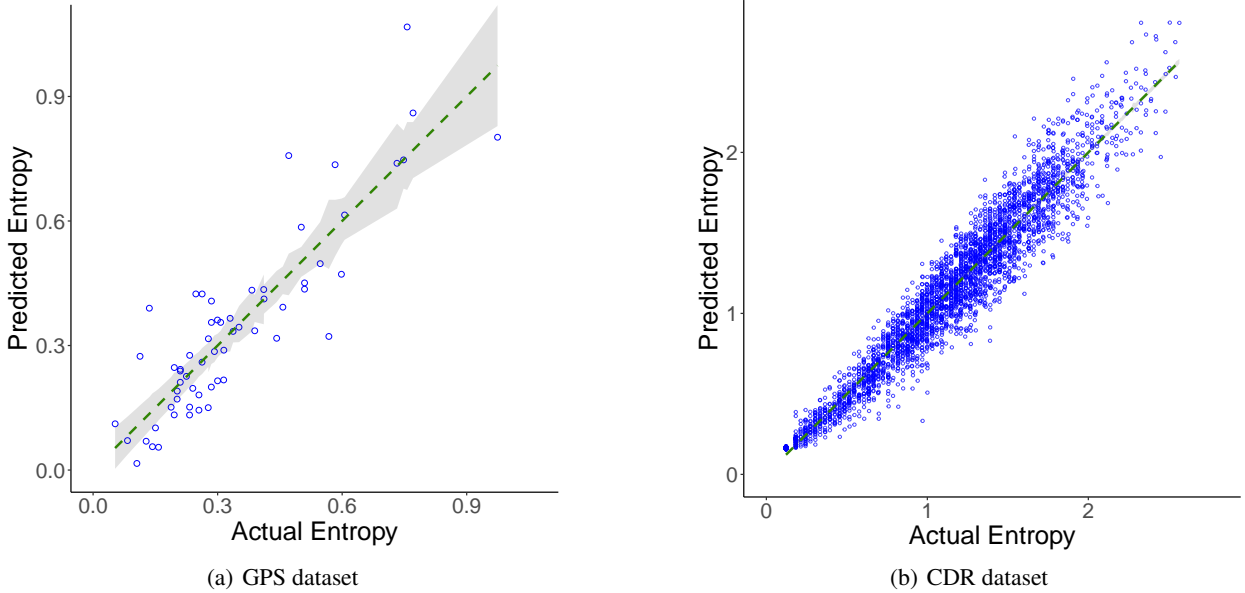 Predicted Entropy
0.9
0.6
0.3
0.0
0.0 0.3 0.6 0.9
Actual Entropy
(a) GPS dataset
Predicted Entropy
2
1
0
0 1 2
Actual Entropy
(b) CDR dataset